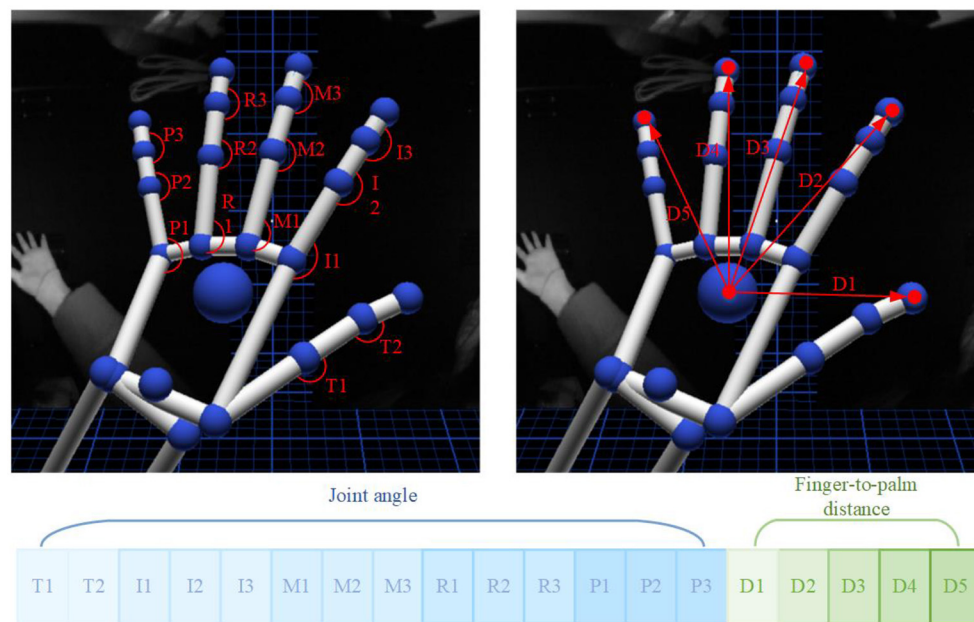 R3
M3
P3
R2
M2
I3
P2
I
2
R
1
P1
M1
I1
T2
T1
D4
D3
D2
D5
D1
Joint angle
Finger-to-palm
distance
T1 T2 I1 I2 I3 M1 M2 M3 R1 R2 R3 P1 P2 P3 D1 D2 D3 D4 D5